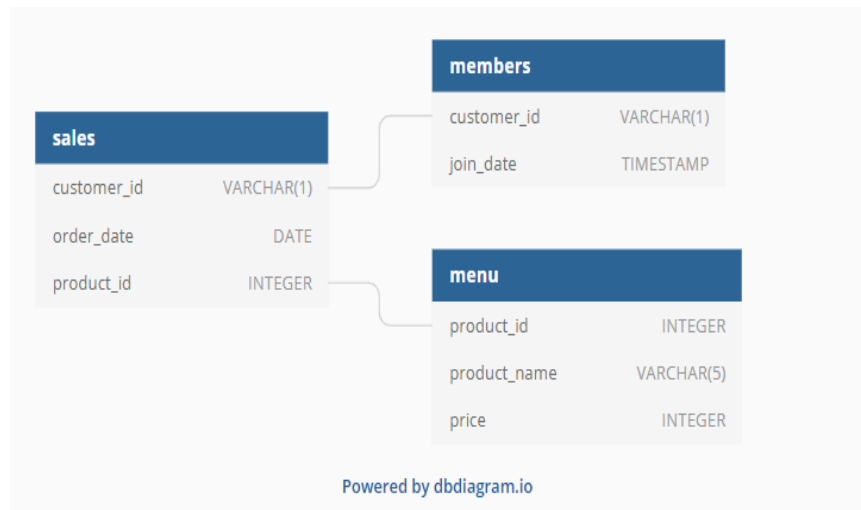 sales
customer_id VARCHAR(1)
order_date DATE
product_id INTEGER
members
customer_id VARCHAR(1)
join_date TIMESTAMP
menu
product_id INTEGER
product_name VARCHAR(5)
price INTEGER
Powered by dbdiagram.io